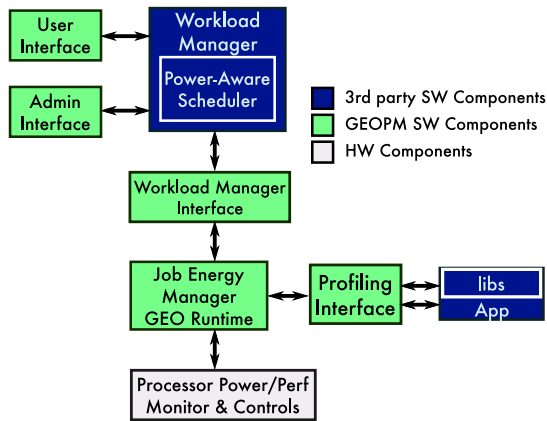 User
Interface
Workload
Manager
Power-Aware
Scheduler
Admin
Interface
3rd party SW Components
GEOPM SW Components
HW Components
Workload Manager
Interface
Job Energy
Manager
GEO Runtime
Profiling
Interface
libs
App
Processor Power/Perf
Monitor & Controls